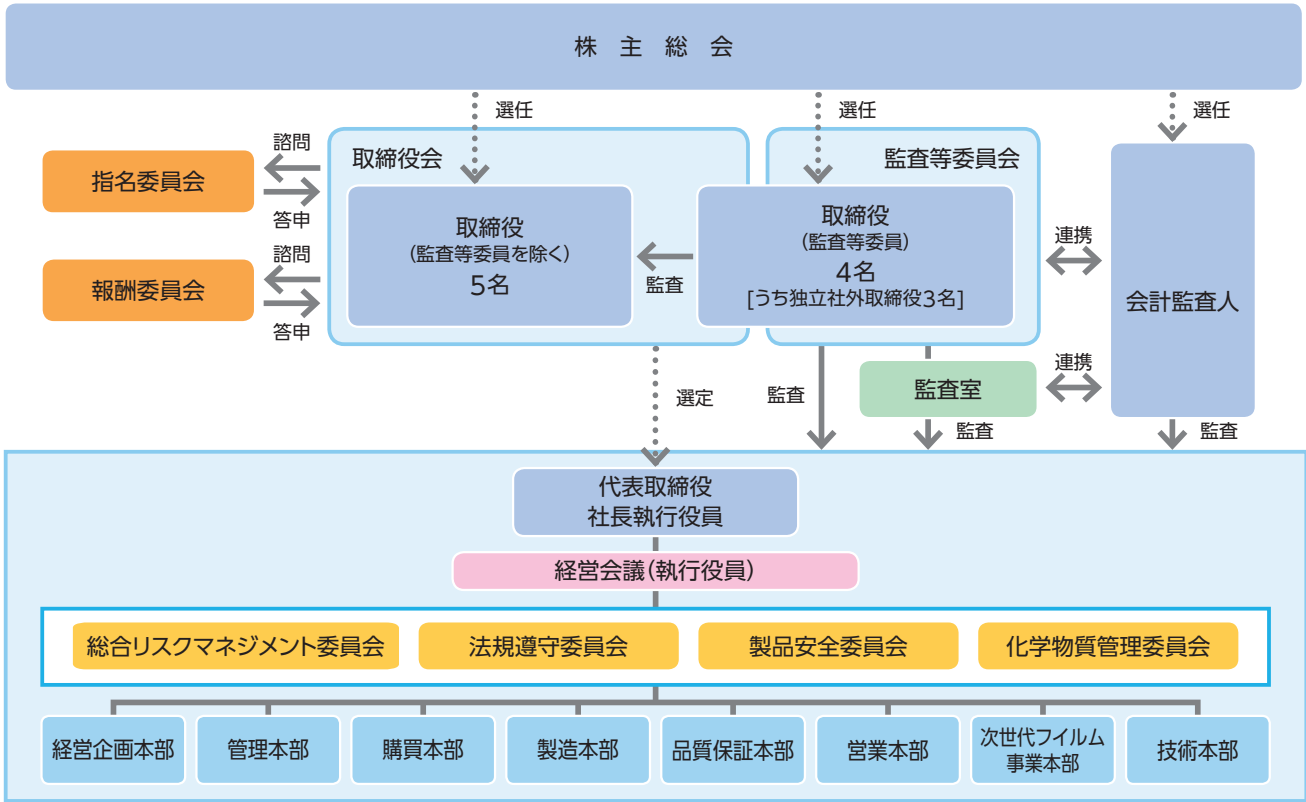 株主総会
選任
選任
選任
諮問
指名委員会
答申
諮問
報酬委員会
答申
取締役会
取締役
(監査等委員を除く)
5名
監査
監査等委員会
取締役
(監査等委員)
4名
[うち独立社外取締役3名]
連携
会計監査人
選定
監査
監査室
連携
監査
監査
代表取締役
社長執行役員
経営会議(執行役員)
総合リスクマネジメント委員会
法規遵守委員会
製品安全委員会
化学物質管理委員会
経営企画本部
管理本部
購買本部
製造本部
品質保証本部
営業本部
次世代フイルム
事業本部
技術本部